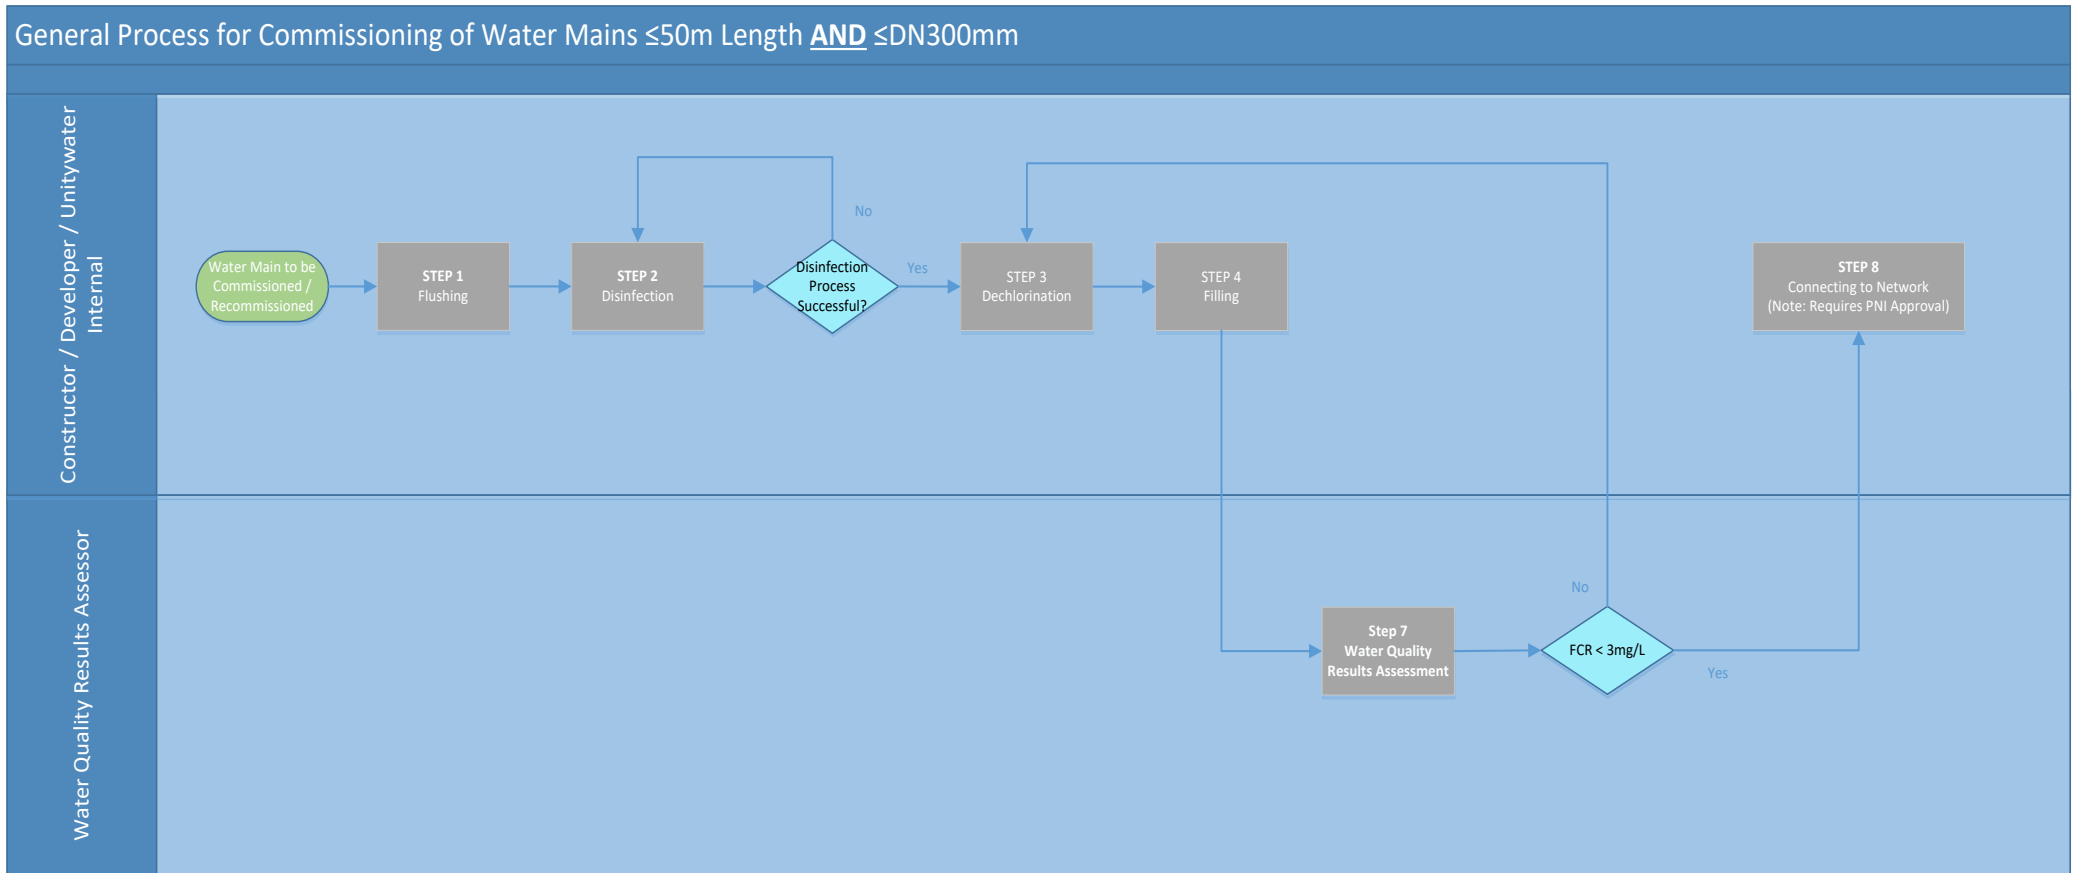 General Process for Commissioning of Water Mains ≤50m Length AND ≤DN300mm
Constructor / Developer / Unitywater
Internal
Water Main to be
Commissioned /
Recommissioned
STEP 1
Flushing
STEP 2
Disinfection
Disinfection
Process
Successful?
No
Yes
STEP 3
Dechlorination
STEP 4
Filling
STEP 8
Connecting to Network
(Note: Requires PNI Approval)
Water Quality Results Assessor
Step 7
Water Quality
Results Assessment
FCR < 3mg/L
No
Yes